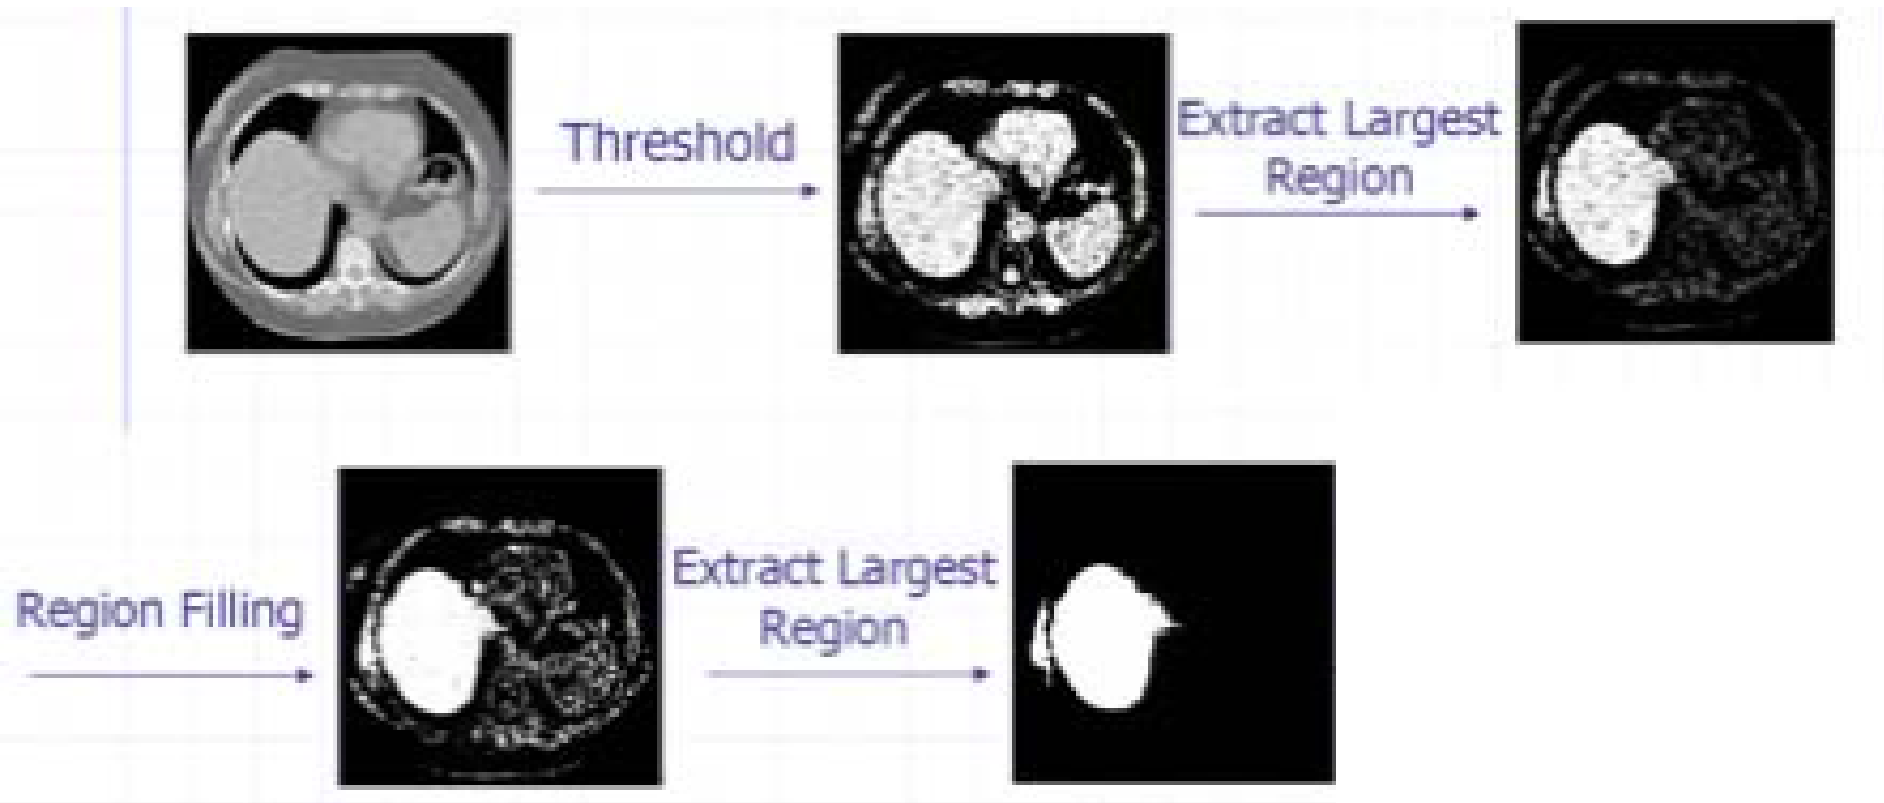 Threshold
Extract Largest
Region
Region Filling
Extract Largest
Region